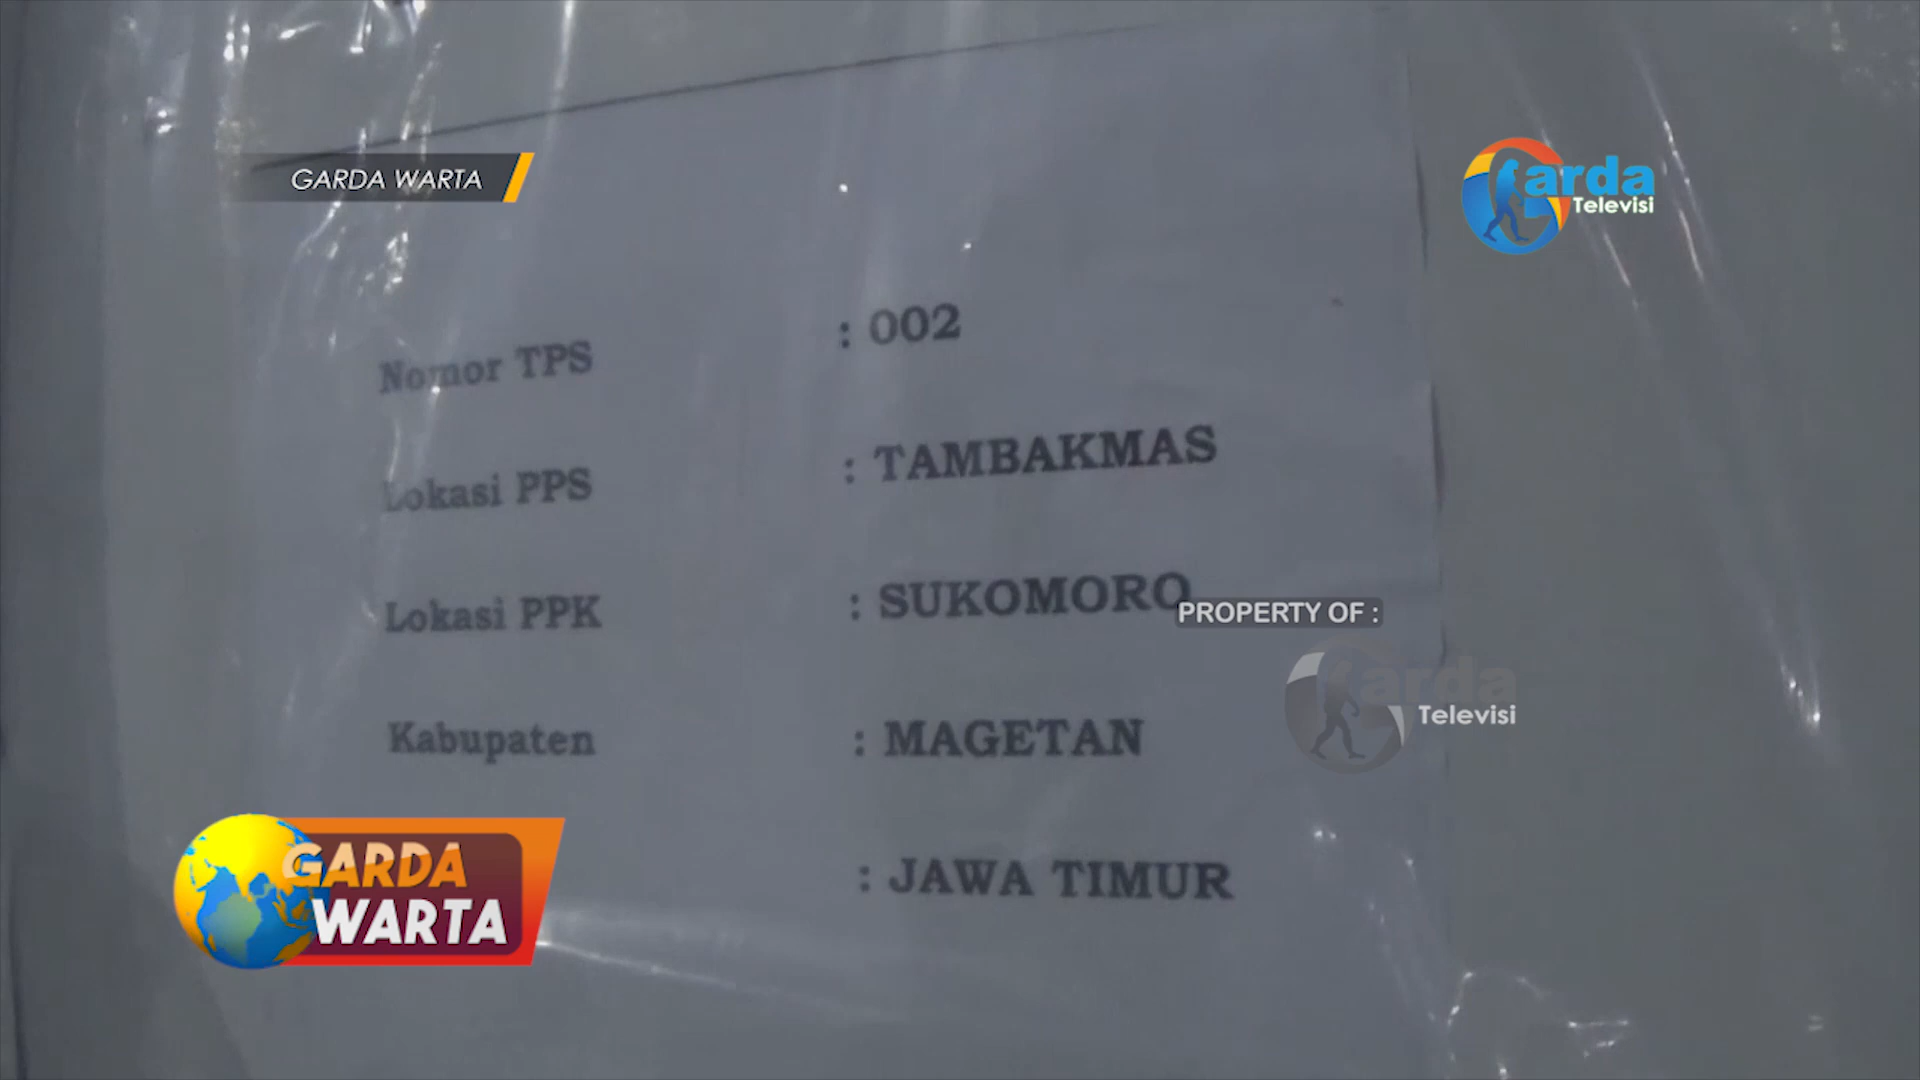 GARDA WARTA
Garda
Televisi
Nomor TPS : 002
Lokasi PPS : TAMBAKMAS
Lokasi PPK : SUKOMORO
PROPERTY OF :
Garda
Televisi
Kabupaten : MAGETAN
: JAWA TIMUR
GARDA
WARTA